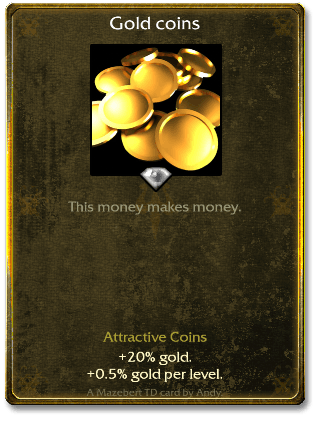 Gold coins
This money makes money.
Attractive Coins
+20% gold.
+0.5% gold per level.
A Mazebert TD card by Andy.